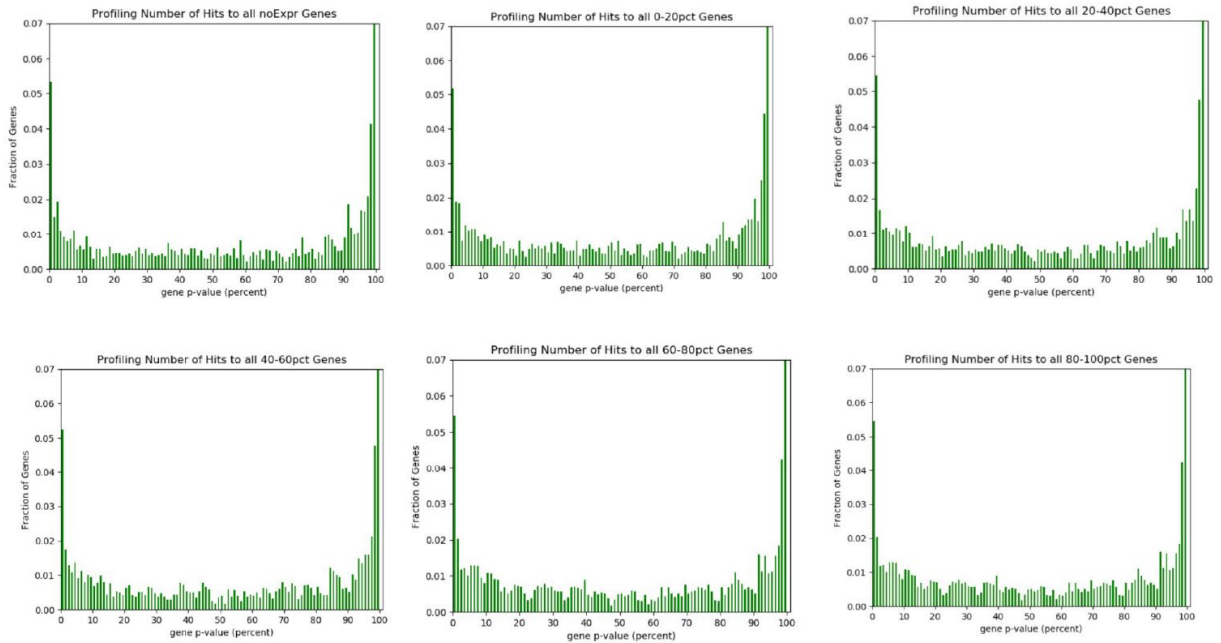 Profiling Number of Hits to all noExpr Genes
0.07
0.06
0.05
0.04
0.03
0.02
0.01
0.00
Fraction of Genes
0 10 20 30 40 50 60 70 80 90 100
gene p-value (percent)
Profiling Number of Hits to all 0-20pct Genes
0.07
0.06
0.05
0.04
0.03
0.02
0.01
0.00
Fraction of Genes
0 10 20 30 40 50 60 70 80 90 100
gene p-value (percent)
Profiling Number of Hits to all 20-40pct Genes
0.07
0.06
0.05
0.04
0.03
0.02
0.01
0.00
Fraction of Genes
0 10 20 30 40 50 60 70 80 90 100
gene p-value (percent)
Profiling Number of Hits to all 40-60pct Genes
0.07
0.06
0.05
0.04
0.03
0.02
0.01
0.00
Fraction of Genes
0 10 20 30 40 50 60 70 80 90 100
gene p-value (percent)
Profiling Number of Hits to all 60-80pct Genes
0.07
0.06
0.05
0.04
0.03
0.02
0.01
0.00
Fraction of Genes
0 10 20 30 40 50 60 70 80 90 100
gene p-value (percent)
Profiling Number of Hits to all 80-100pct Genes
0.07
0.06
0.05
0.04
0.03
0.02
0.01
0.00
Fraction of Genes
0 10 20 30 40 50 60 70 80 90 100
gene p-value (percent)